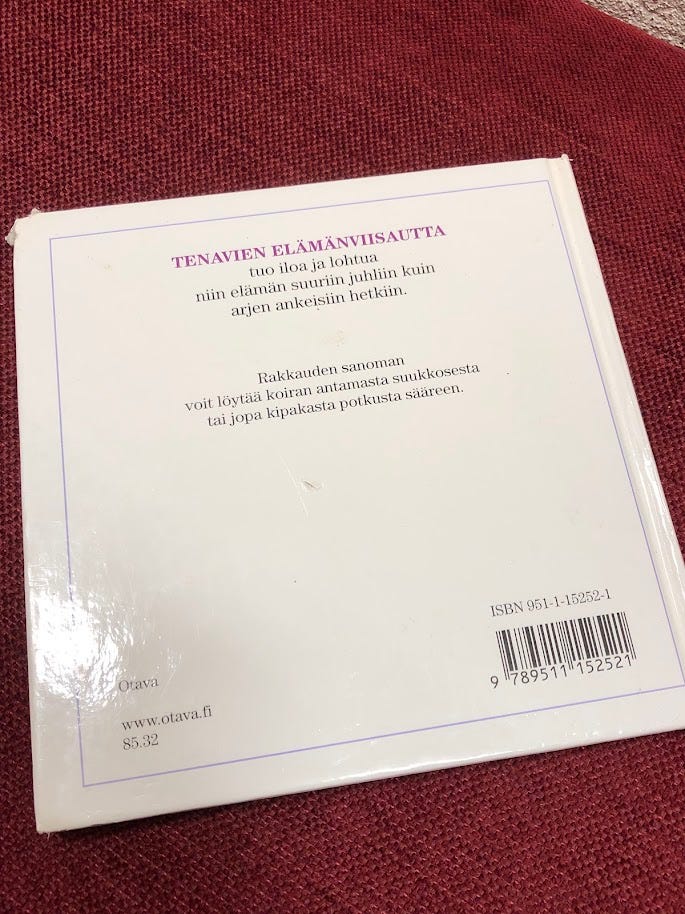 TENAVIEN ELÄMÄNVIISAUTTA
tuo iloa ja lohtua
niin elämän suuriin juhliin kuin
arjen ankeisiin hetkiin.
Rakkauden sanoman
voit löytää koiran antamasta suukkosesta
tai jopa kipakasta potkusta sääreen.
ISBN 951-1-15252-1
9 789511 152521
Otava
www.otava.fi
85.32